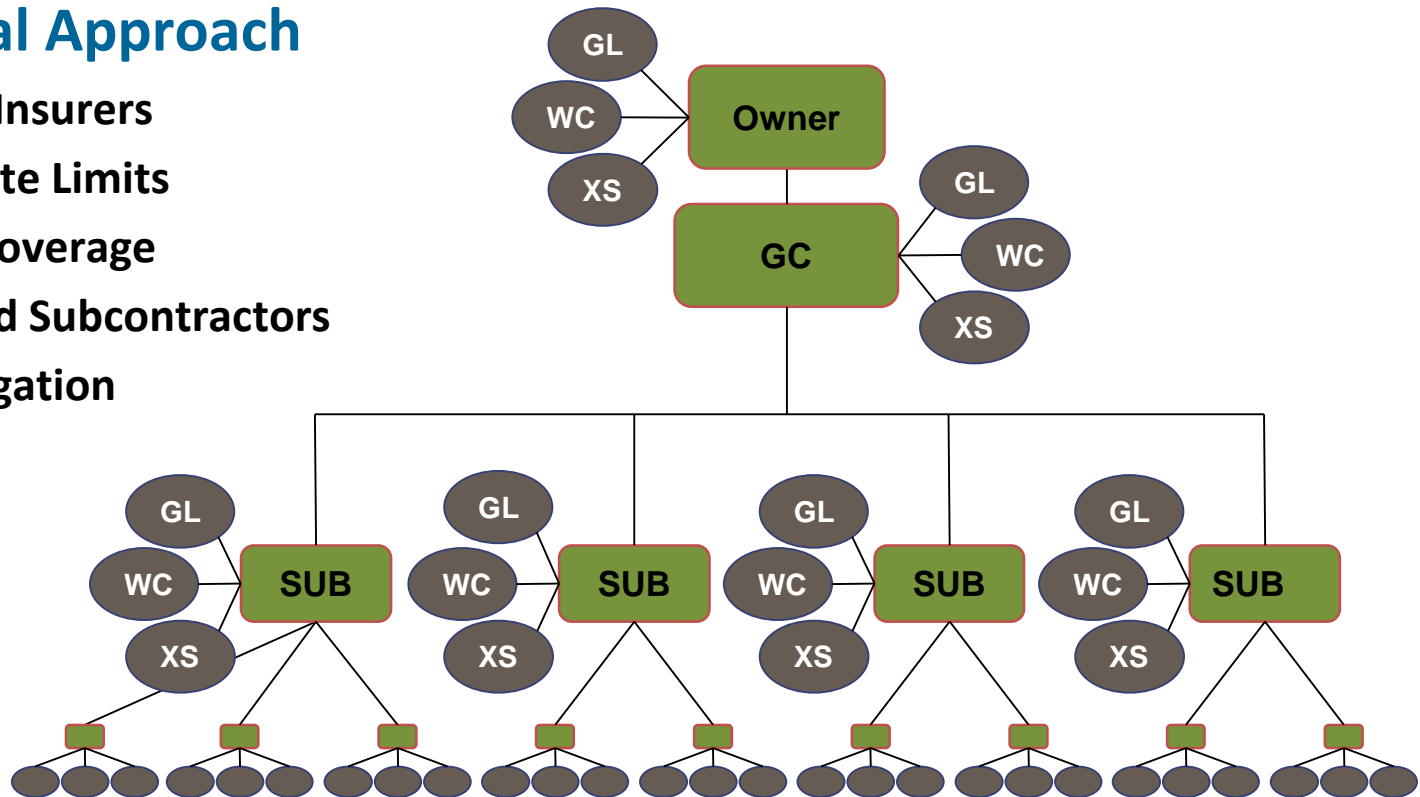 al Approach
Insurers
te Limits
overage
d Subcontractors
gation
GL
WC
XS
Owner
GL
WC
XS
GC
GL
WC
XS
SUB
GL
WC
XS
SUB
GL
WC
XS
SUB
GL
WC
XS
SUB